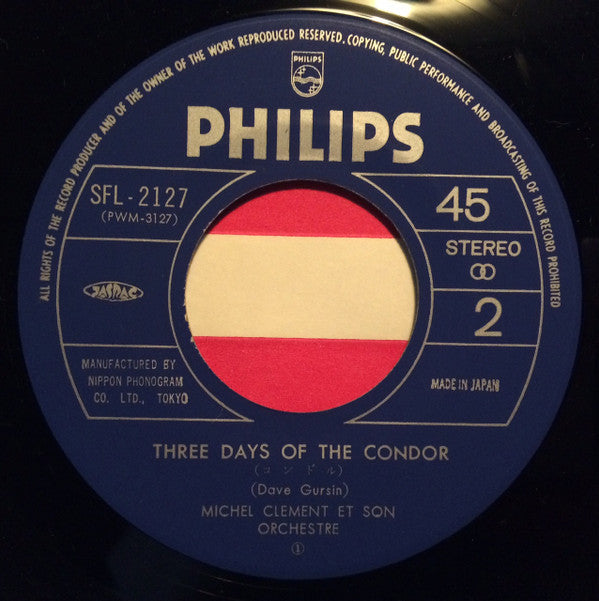 ALL RIGHTS OF THE RECORD PRODUCER AND OF THE OWNER OF THE WORK REPRODUCED RESERVED. COPYING, PUBLIC PERFORMANCE AND BROADCASTING OF THIS RECORD PROHIBITED
PHILIPS
PHILIPS
SFL-2127
(PWM-3127)
45
STEREO
2
JASRAC
MANUFACTURED BY
NIPPON PHONOGRAM
CO. LTD., TOKYO
MADE IN JAPAN
THREE DAYS OF THE CONDOR
(コンドル)
(Dave Gursin)
MICHEL CLEMENT ET SON
ORCHESTRE
①